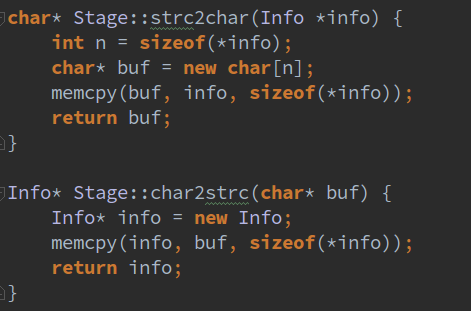 char* Stage::strc2char(Info *info) {
    int n = sizeof(*info);
    char* buf = new char[n];
    memcpy(buf, info, sizeof(*info));
    return buf;
}

Info* Stage::char2strc(char* buf) {
    Info* info = new Info;
    memcpy(info, buf, sizeof(*info));
    return info;
}